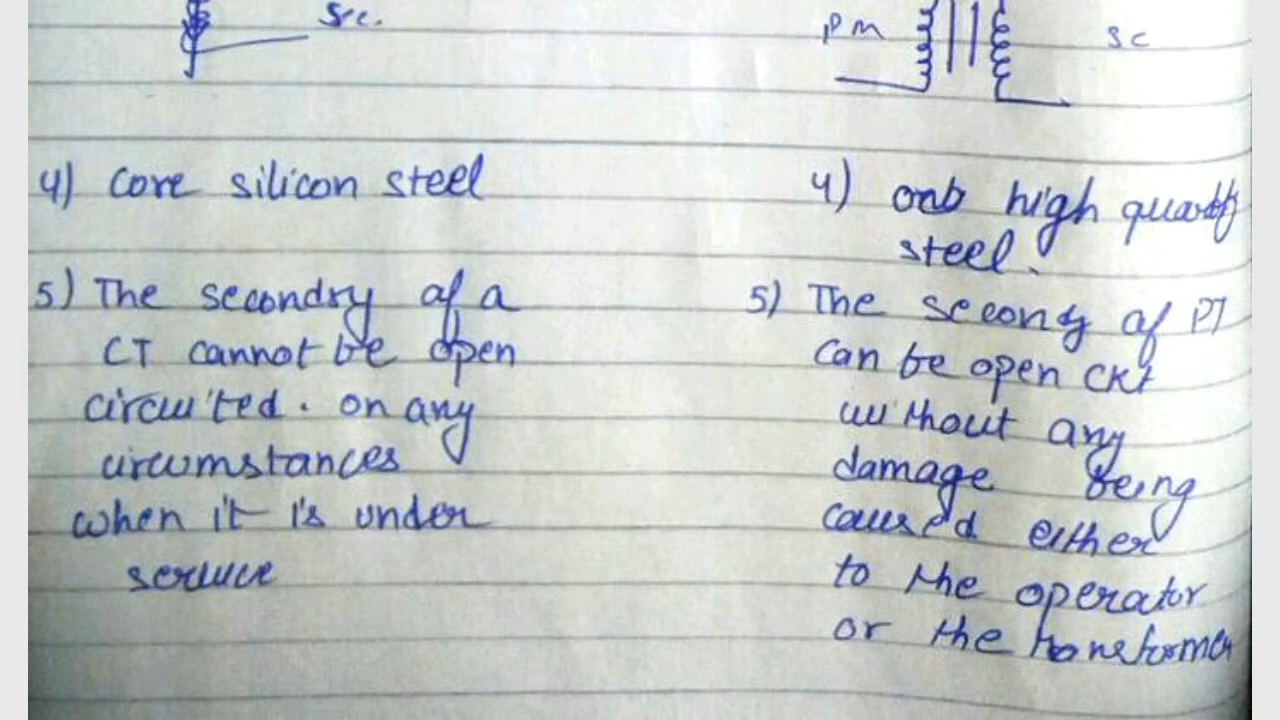 Src.
PM
SC
4) Core silicon steel
5) The secondry of a
CT cannot be open
circuited. on any
circumstances
when it is under
service
4) high quality
steel.
5) The of PT
can be open CKt
without any
damage being
caused either
to the operator
or the transformer